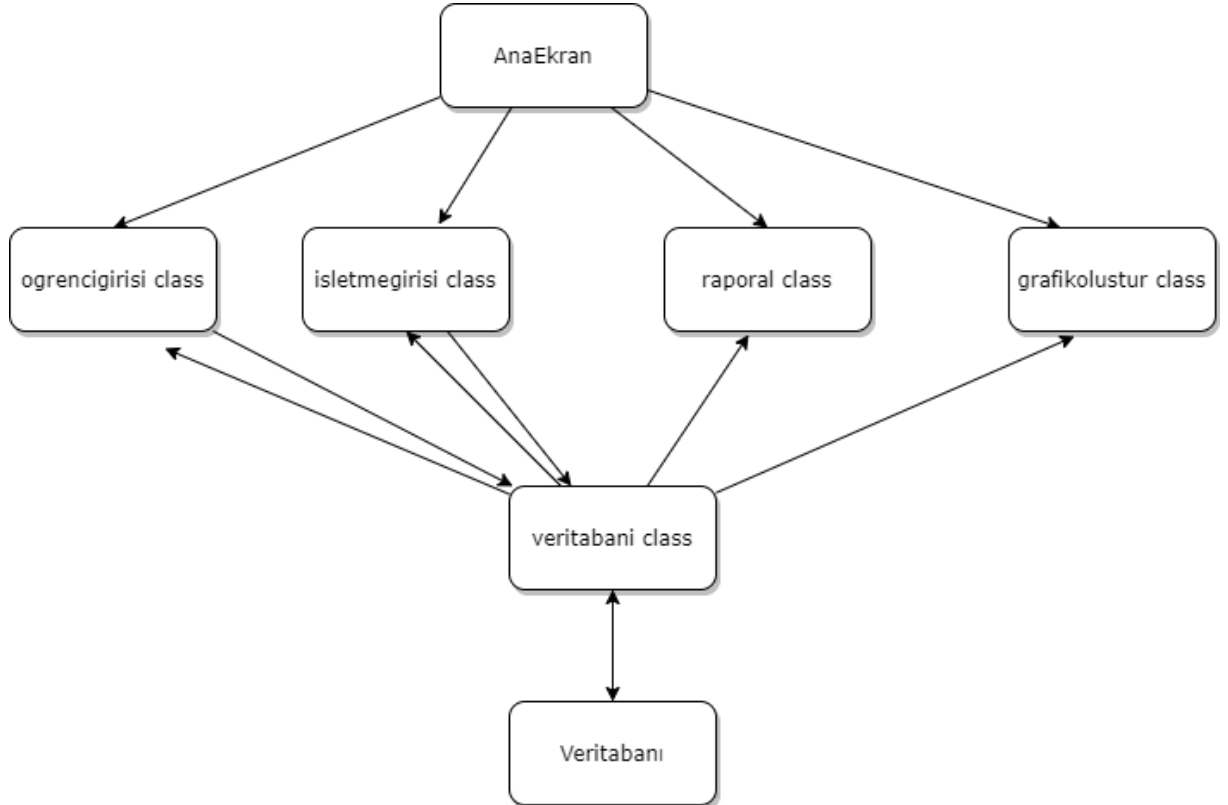 AnaEkran
ogrencigirisi class
isletmegirisi class
raporal class
grafikolustur class
veritabani class
Veritabanı